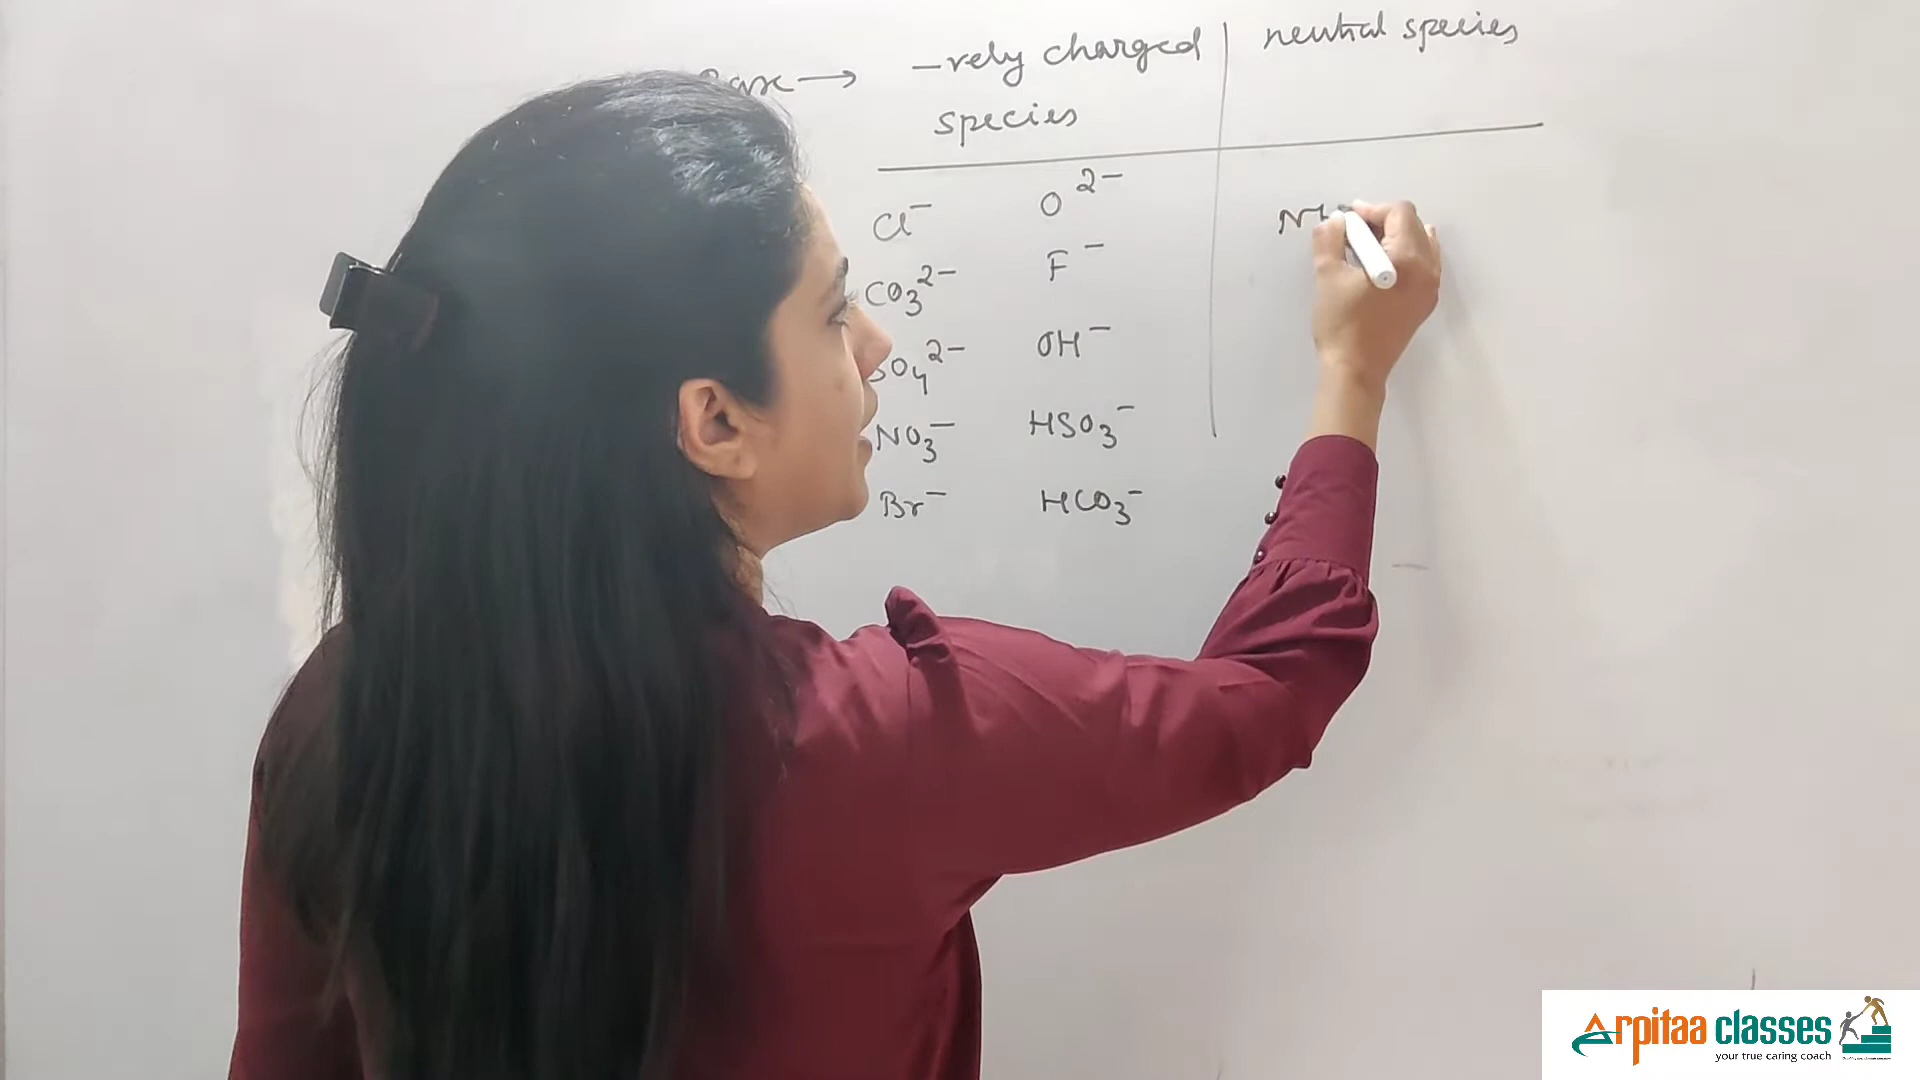 → -vely charged
species
neutral species
Cl⁻ O²⁻
CO₃²⁻ F⁻
SO₄²⁻ OH⁻
NO₃⁻ HSO₃⁻
Br⁻ HCO₃⁻
Arpitaa classes
your true caring coach